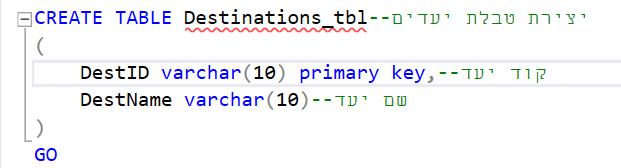 CREATE TABLE Destinations_tbl--יצירת טבלת יעדים
(
DestID varchar(10) primary key,--קוד יעד
DestName varchar(10)--שם יעד
)
GO